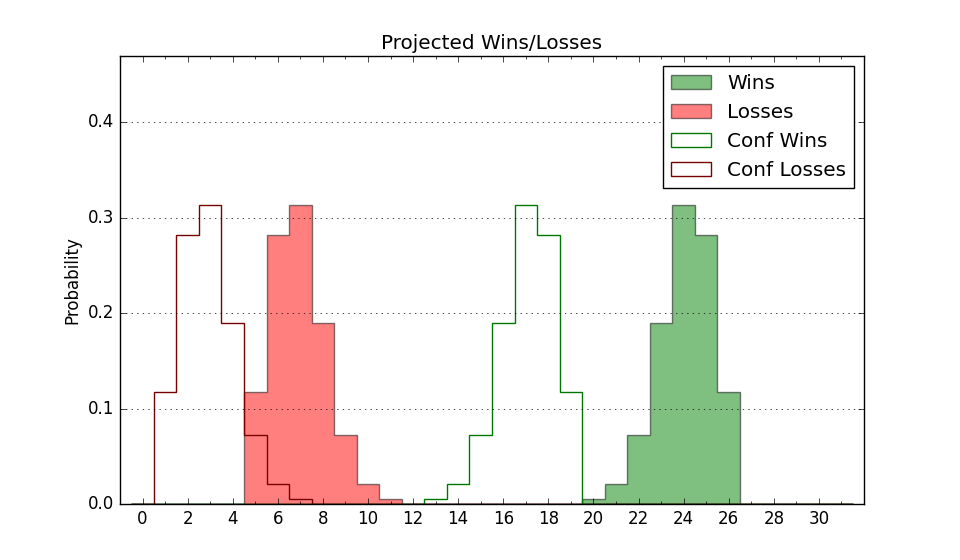 Projected Wins/Losses
Wins
Losses
Conf Wins
Conf Losses
Probability
0.4
0.3
0.2
0.1
0.0
0 2 4 6 8 10 12 14 16 18 20 22 24 26 28 30